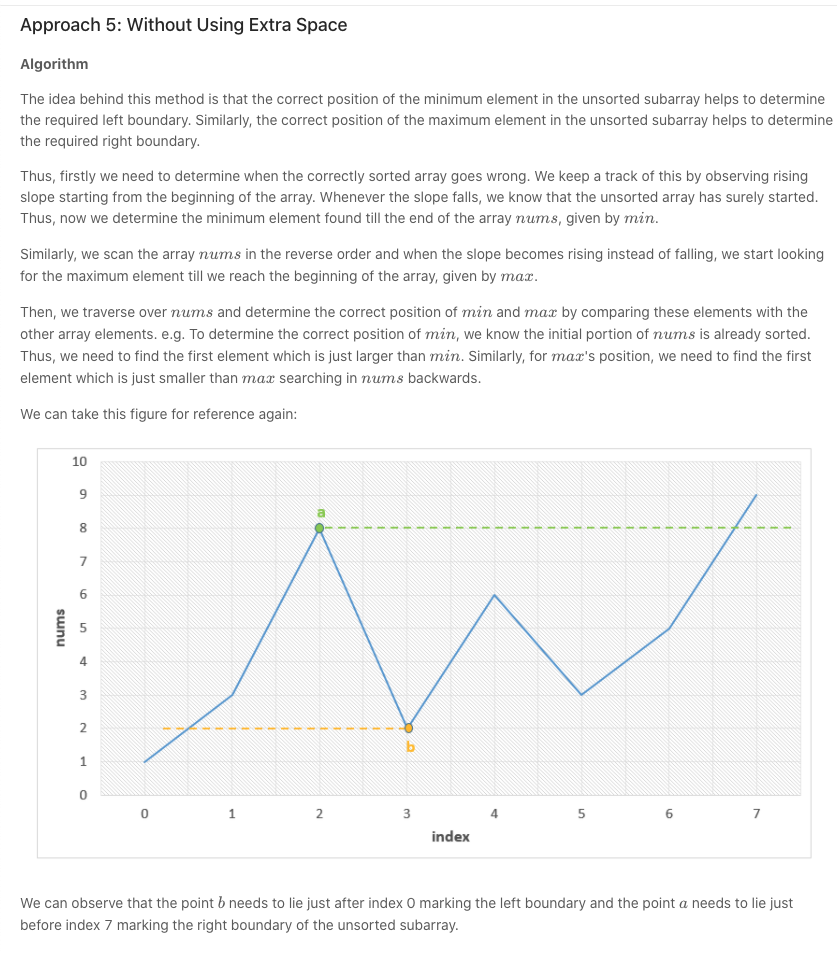 Approach 5: Without Using Extra Space
Algorithm
The idea behind this method is that the correct position of the minimum element in the unsorted subarray helps to determine
the required left boundary. Similarly, the correct position of the maximum element in the unsorted subarray helps to determine
the required right boundary.
Thus, firstly we need to determine when the correctly sorted array goes wrong. We keep a track of this by observing rising
slope starting from the beginning of the array. Whenever the slope falls, we know that the unsorted array has surely started.
Thus, now we determine the minimum element found till the end of the array nums, given by min.
Similarly, we scan the array nums in the reverse order and when the slope becomes rising instead of falling, we start looking
for the maximum element till we reach the beginning of the array, given by max.
Then, we traverse over nums and determine the correct position of min and max by comparing these elements with the
other array elements. e.g. To determine the correct position of min, we know the initial portion of nums is already sorted.
Thus, we need to find the first element which is just larger than min. Similarly, for max's position, we need to find the first
element which is just smaller than max searching in nums backwards.
We can take this figure for reference again:
10
9
a
8
7
6
nums
5
4
3
2
b
1
0
0 1 2 3 4 5 6 7
index
We can observe that the point b needs to lie just after index 0 marking the left boundary and the point a needs to lie just
before index 7 marking the right boundary of the unsorted subarray.